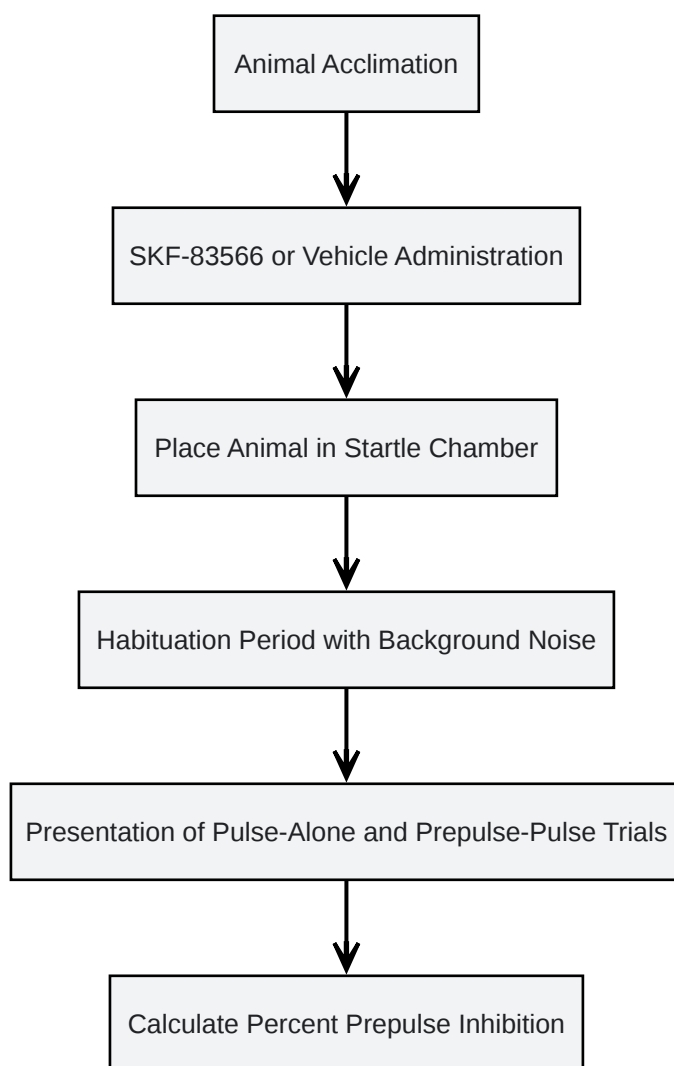 Animal Acclimation
SKF-83566 or Vehicle Administration
Place Animal in Startle Chamber
Habituation Period with Background Noise
Presentation of Pulse-Alone and Prepulse-Pulse Trials
Calculate Percent Prepulse Inhibition